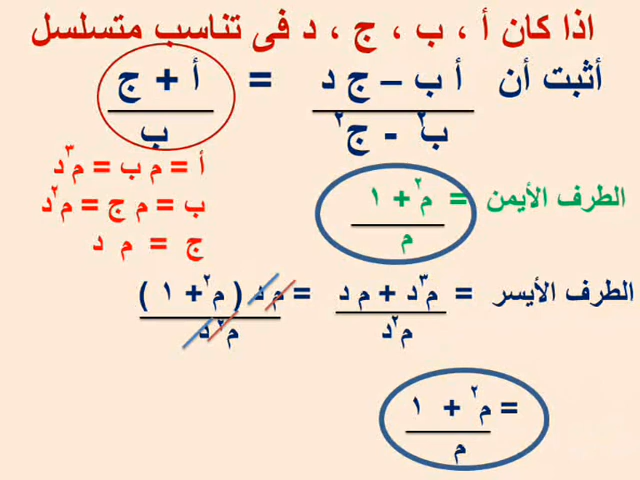 اذا كان أ ، ب ، ج ، د فى تناسب متسلسل
أثبت أن أ ب – ج د = أ + ج
ب٢ - ج٢ ب
أ = م ب = م٣د
ب = م ج = م٢د
ج = م د
الطرف الأيمن = م٢ + ١
م
الطرف الأيسر = م٣د + م د = م د ( م٢ + ١ )
م٢د م٢د
= م٢ + ١
م